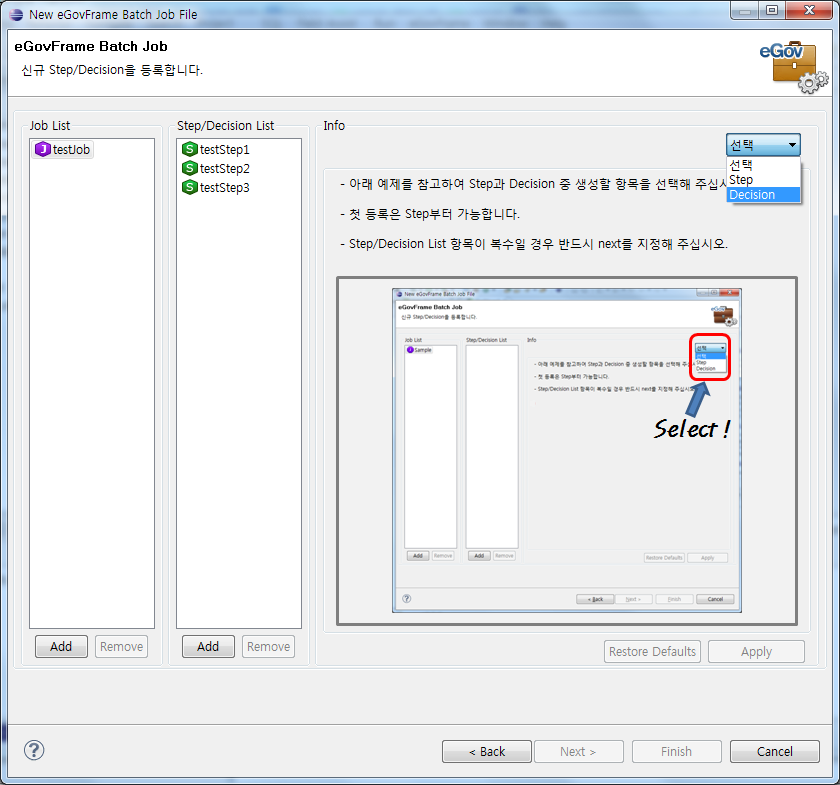 New eGovFrame Batch Job File
eGovFrame Batch Job
신규 Step/Decision을 등록합니다.
eGov
Job List
testJob
Add
Remove
Step/Decision List
testStep1
testStep2
testStep3
Add
Remove
Info
선택
선택
Step
Decision
- 아래 예제를 참고하여 Step과 Decision 중 생성할 항목을 선택해 주십시
- 첫 등록은 Step부터 가능합니다.
- Step/Decision List 항목이 복수일 경우 반드시 next를 지정해 주십시오.
New eGovFrame Batch Job File
eGovFrame Batch Job
신규 Step/Decision을 등록합니다.
eGov
Job List
Sample
Add
Remove
Step/Decision List
Add
Remove
Info
선택
선택
Step
Decision
- 아래 예제를 참고하여 Step과 Decision 중 생성할 항목을 선택해 주십
- 첫 등록은 Step부터 가능합니다.
- Step/Decision List 항목이 복수일 경우 반드시 next를 지정해 주십시오
Select !
Restore Defaults
Apply
?
< Back
Next >
Finish
Cancel
Restore Defaults
Apply
?
< Back
Next >
Finish
Cancel